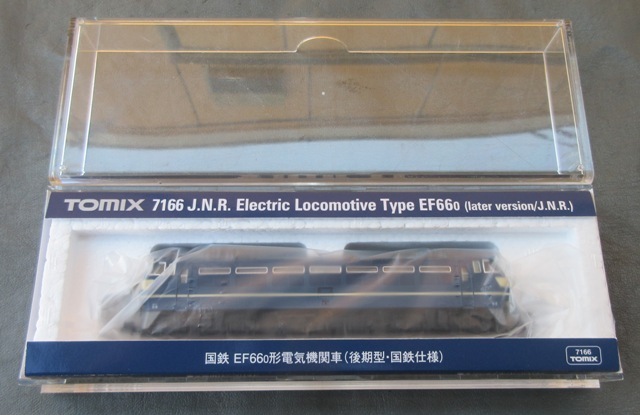 TOMIX 7166 J.N.R. Electric Locomotive Type EF660 (later version/J.N.R.)
国鉄 EF660形電気機関車(後期型・国鉄仕様)
7166
TOMIX